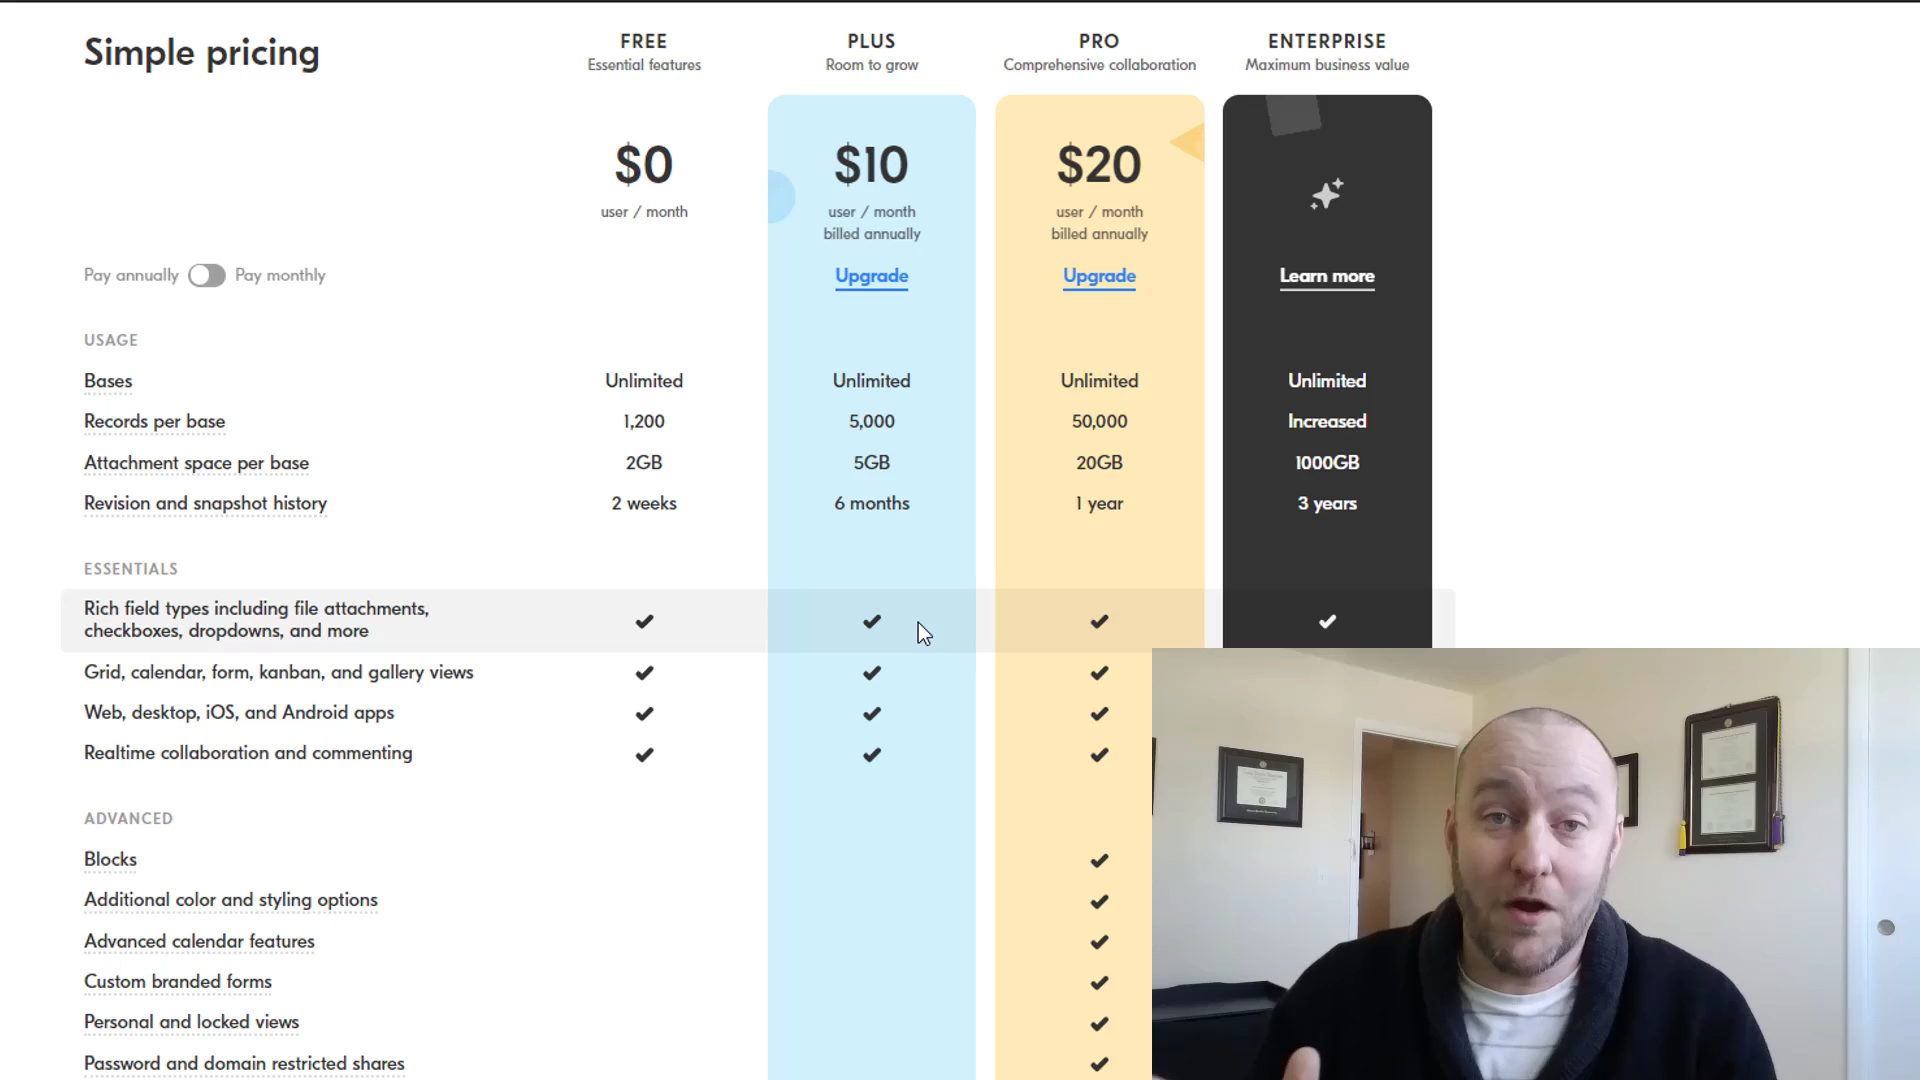 Simple pricing
FREE
Essential features
PLUS
Room to grow
PRO
Comprehensive collaboration
ENTERPRISE
Maximum business value
$0
user / month
$10
user / month
billed annually
$20
user / month
billed annually
Pay annually Pay monthly
Upgrade
Upgrade
Learn more
USAGE
Bases Unlimited Unlimited Unlimited Unlimited
Records per base 1,200 5,000 50,000 Increased
Attachment space per base 2GB 5GB 20GB 1000GB
Revision and snapshot history 2 weeks 6 months 1 year 3 years
ESSENTIALS
Rich field types including file attachments,
checkboxes, dropdowns, and more
Grid, calendar, form, kanban, and gallery views
Web, desktop, iOS, and Android apps
Realtime collaboration and commenting
ADVANCED
Blocks
Additional color and styling options
Advanced calendar features
Custom branded forms
Personal and locked views
Password and domain restricted shares